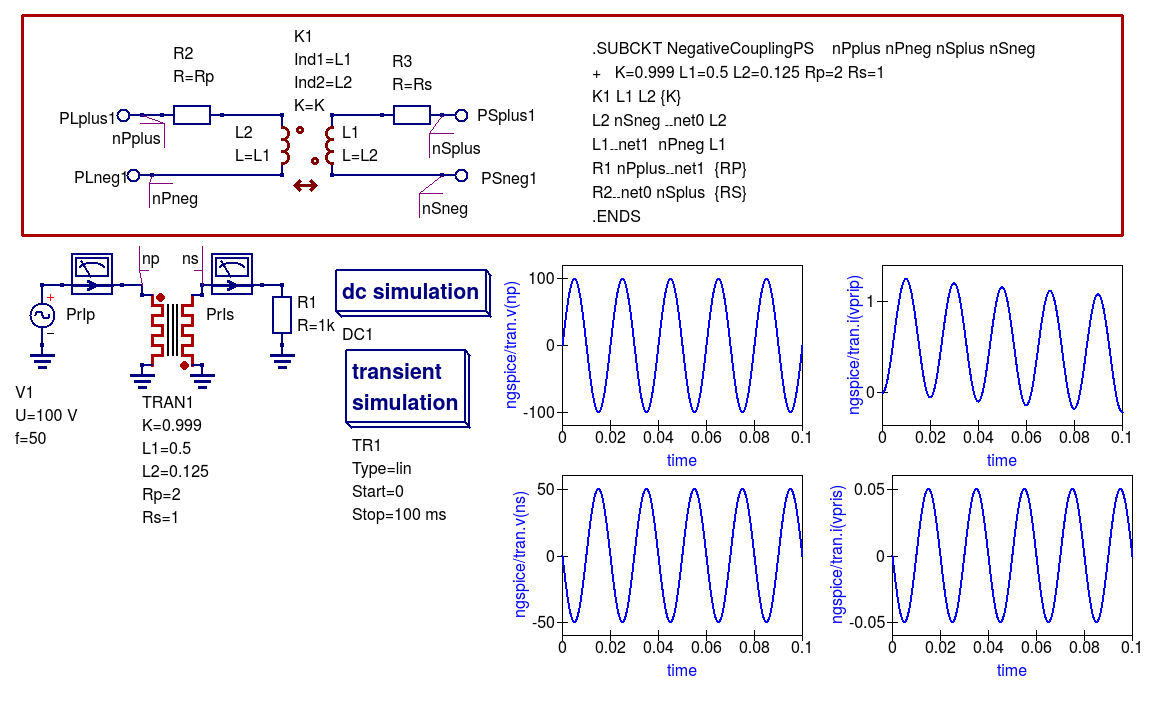 K1
Ind1=L1
Ind2=L2
K=K
R2
R=Rp
R3
R=Rs
PLplus1
nPplus
L2
L=L1
L1
L=L2
PSplus1
nSplus
PLneg1
nPneg
PSneg1
nSneg
.SUBCKT NegativeCouplingPS nPplus nPneg nSplus nSneg
+ K=0.999 L1=0.5 L2=0.125 Rp=2 Rs=1
K1 L1 L2 {K}
L2 nSneg _net0 L2
L1_net1 nPneg L1
R1 nPplus_net1 {RP}
R2_net0 nSplus {RS}
.ENDS
np
ns
+
PrIp
PrIs
R1
R=1k
V1
U=100 V
f=50
TRAN1
K=0.999
L1=0.5
L2=0.125
Rp=2
Rs=1
dc simulation
DC1
transient
simulation
TR1
Type=lin
Start=0
Stop=100 ms
ngspice/tran.v(np)
100
0
-100
0 0.02 0.04 0.06 0.08 0.1
time
ngspice/tran.i(vprip)
1
0
0 0.02 0.04 0.06 0.08 0.1
time
ngspice/tran.v(ns)
50
0
-50
0 0.02 0.04 0.06 0.08 0.1
time
ngspice/tran.i(vpris)
0.05
0
-0.05
0 0.02 0.04 0.06 0.08 0.1
time